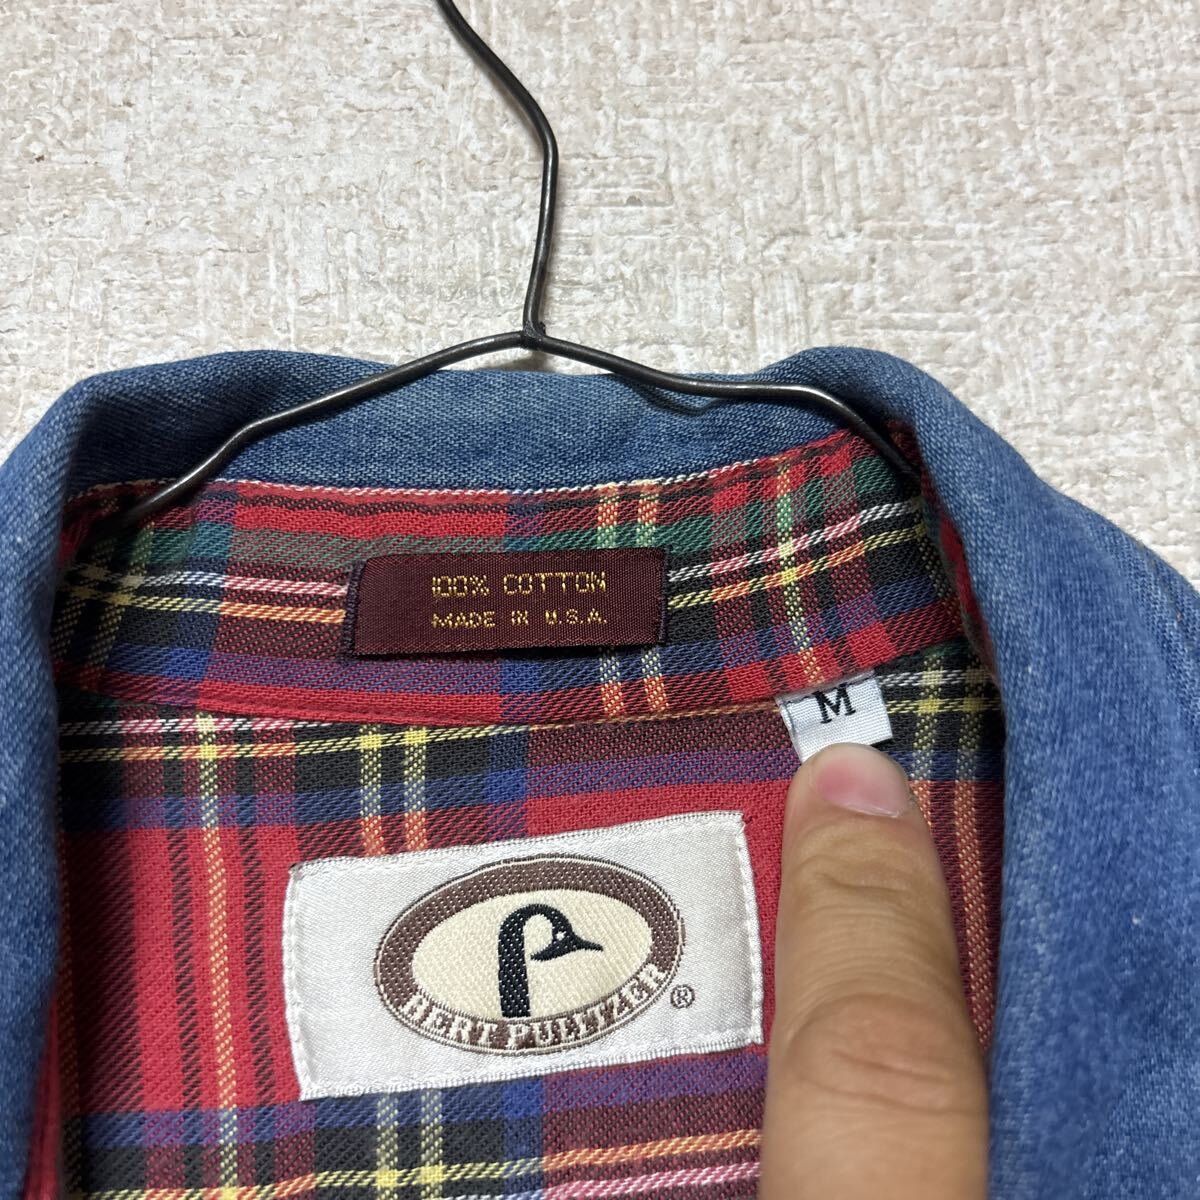 100% COTTON
MADE IN U.S.A.
M
BERT PULITZER
®